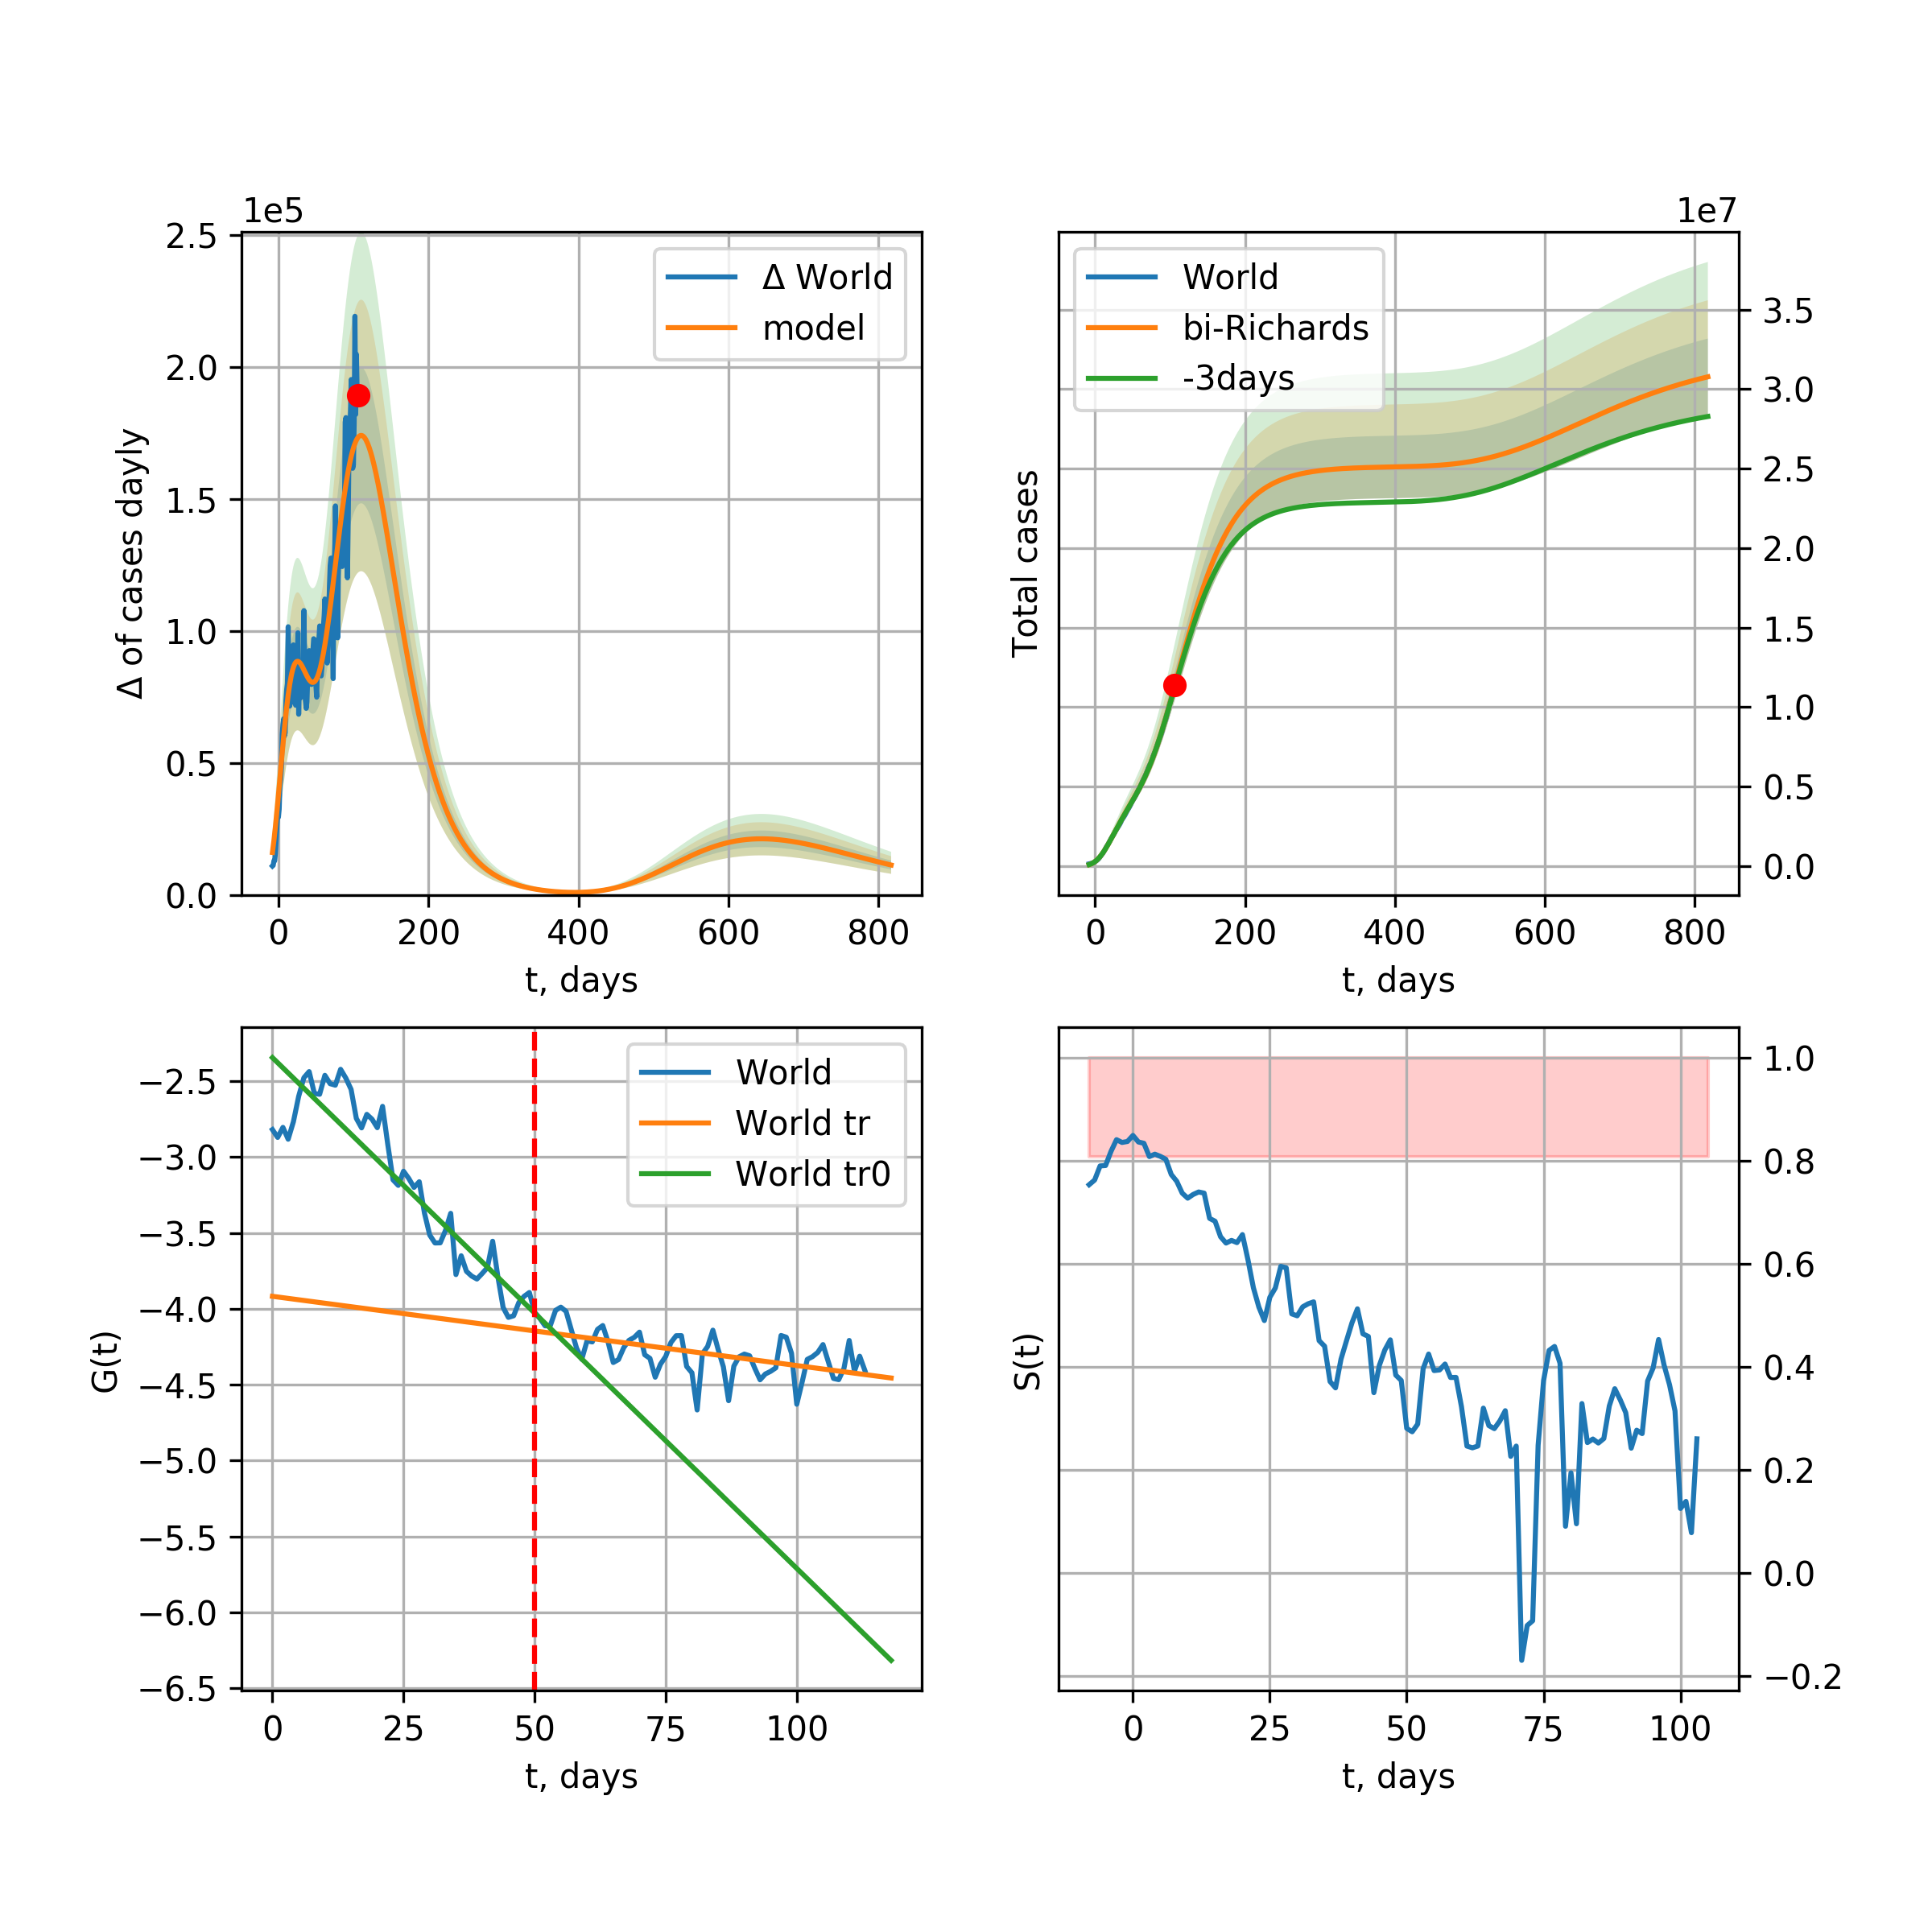 1e5
2.5
2.0
1.5
1.0
0.5
0.0
Δ of cases dayly
Δ World
model
0 200 400 600 800
t, days
1e7
World
bi-Richards
-3days
Total cases
3.5
3.0
2.5
2.0
1.5
1.0
0.5
0.0
0 200 400 600 800
t, days
−2.5
−3.0
−3.5
−4.0
−4.5
−5.0
−5.5
−6.0
−6.5
G(t)
World
World tr
World tr0
0 25 50 75 100
t, days
S(t)
1.0
0.8
0.6
0.4
0.2
0.0
−0.2
0 25 50 75 100
t, days